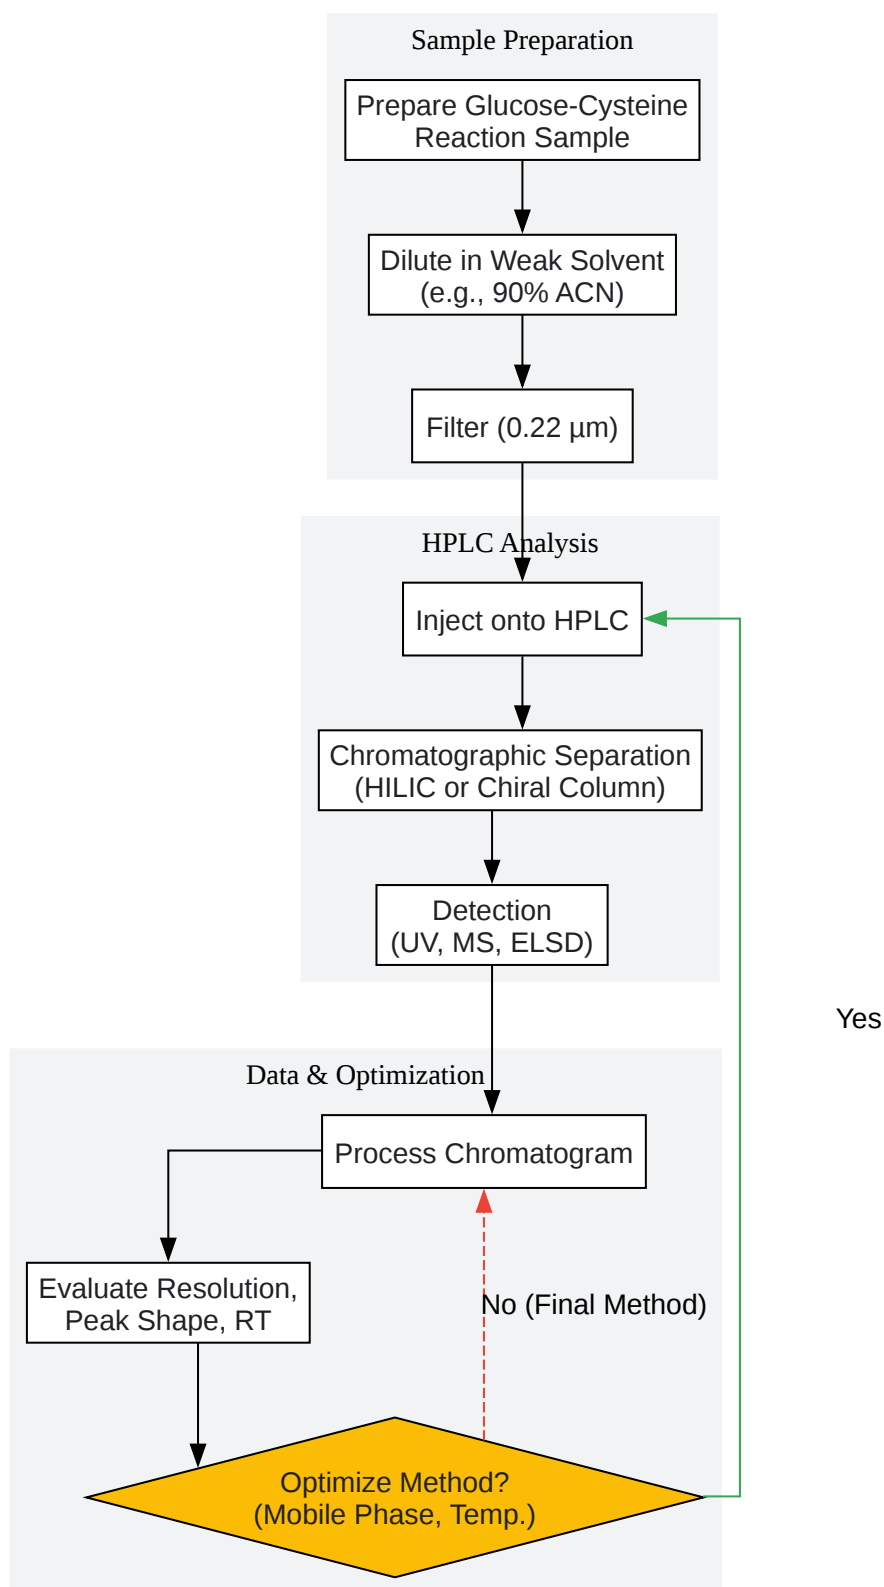 Sample Preparation
Prepare Glucose-Cysteine
Reaction Sample
Dilute in Weak Solvent
(e.g., 90% ACN)
Filter (0.22 µm)
HPLC Analysis
Inject onto HPLC
Chromatographic Separation
(HILIC or Chiral Column)
Detection
(UV, MS, ELSD)
Yes
Data & Optimization
Process Chromatogram
Evaluate Resolution,
Peak Shape, RT
No (Final Method)
Optimize Method?
(Mobile Phase, Temp.)